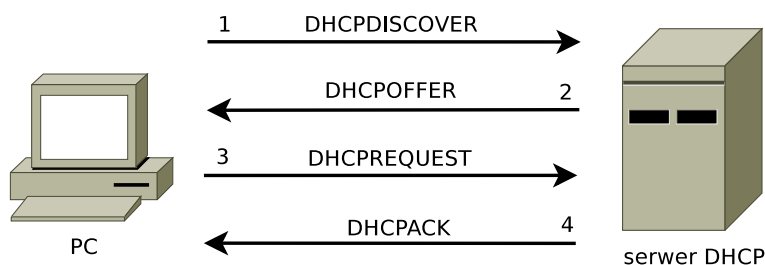 1 DHCPDISCOVER
DHCPOFFER 2
3 DHCPREQUEST
DHCPACK 4
PC
serwer DHCP